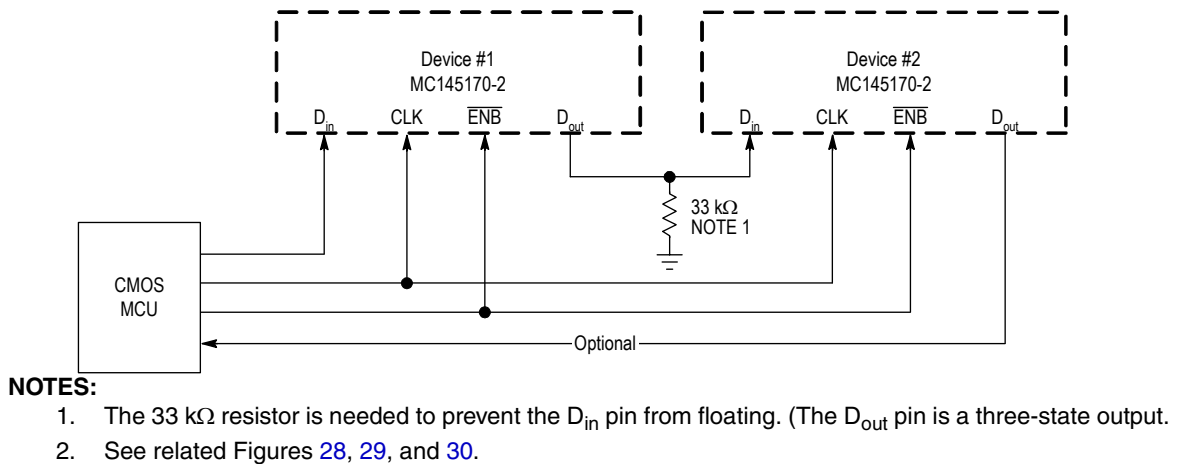 Device #1
MC145170-2
Device #2
MC145170-2
Din CLK ENB Dout
Din CLK ENB Dout
33 kΩ
NOTE 1
CMOS
MCU
Optional
NOTES:
1. The 33 kΩ resistor is needed to prevent the Din pin from floating. (The Dout pin is a three-state output.
2. See related Figures 28, 29, and 30.